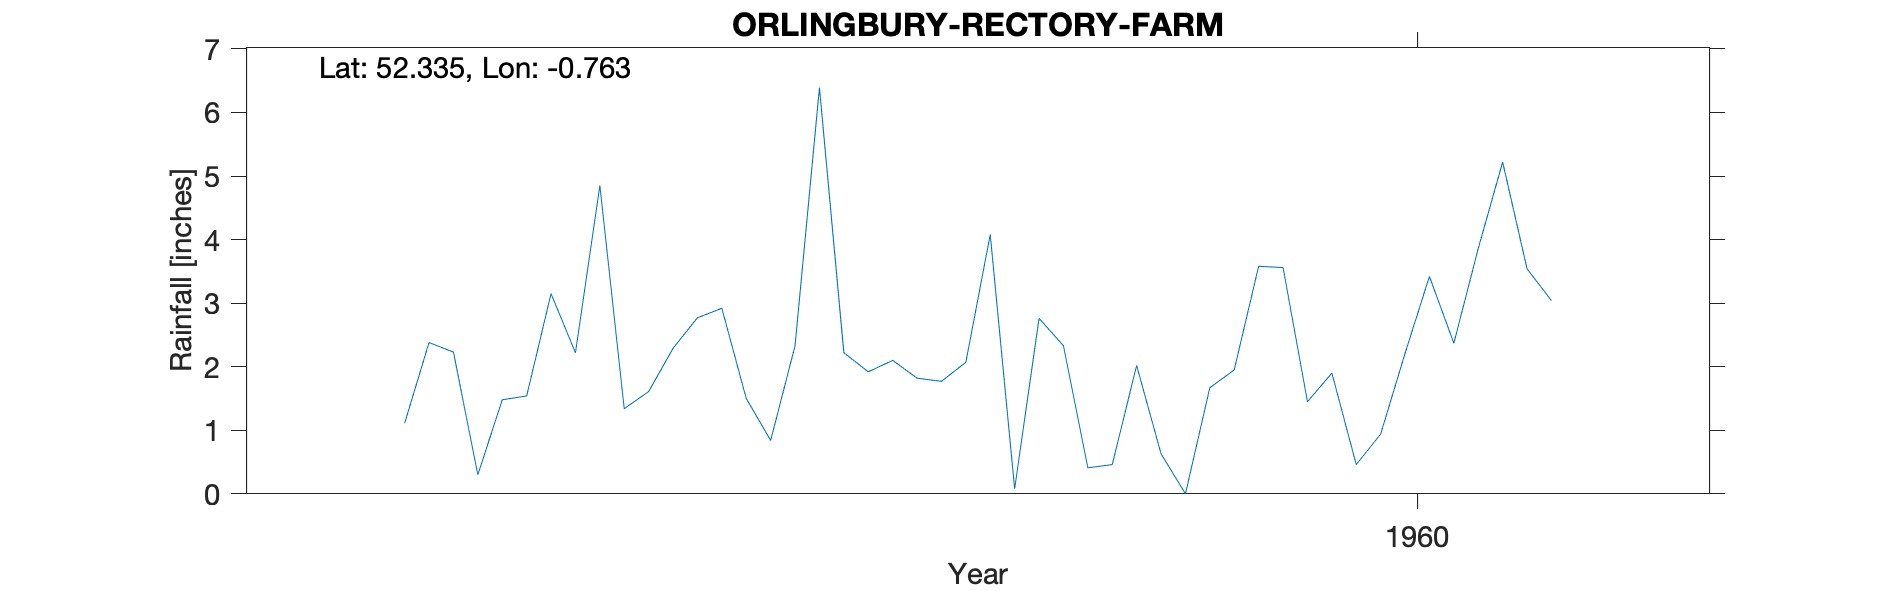 ORLINGBURY-RECTORY-FARM
Lat: 52.335, Lon: -0.763
7
6
5
4
3
2
1
0
Rainfall [inches]
1960
Year